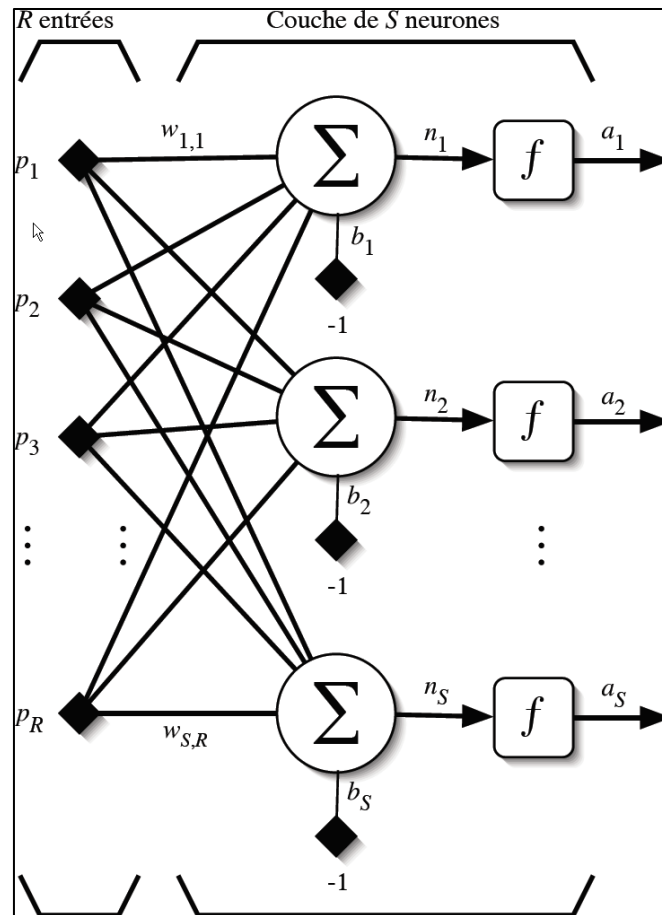 R entrées Couche de S neurones
w1,1 n1 a1
p1 Σ f
b1
p2
-1
n2 a2
p3 Σ f
b2
⋮ ⋮ ⋮
-1
nS aS
pR Σ f
wS,R
bS
-1